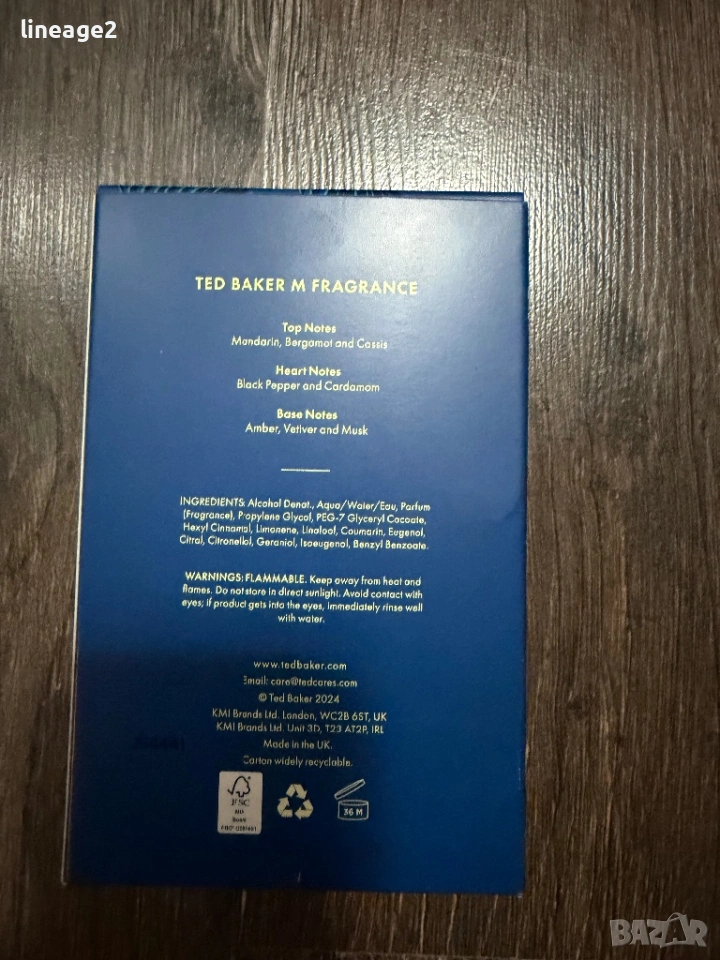 lineage2
TED BAKER M FRAGRANCE
Top Notes
Mandarin, Bergamot and Cassis
Heart Notes
Black Pepper and Cardamom
Base Notes
Amber, Vetiver and Musk
INGREDIENTS: Alcohol Denat., Aqua/Water/Eau, Parfum
(Fragrance), Propylene Glycol, PEG-7 Glyceryl Cocoate,
Hexyl Cinnamal, Limonene, Linalool, Coumarin, Eugenol,
Citral, Citronellol, Geraniol, Isoeugenol, Benzyl Benzoate.
WARNINGS: FLAMMABLE. Keep away from heat and
flames. Do not store in direct sunlight. Avoid contact with
eyes; if product gets into the eyes, immediately rinse well
with water.
www.tedbaker.com
Email: care@tedcares.com
© Ted Baker 2024
KMI Brands Ltd. London, WC2B 6ST, UK
KMI Brands Ltd. Unit 3D, T23 AT2P, IRL
Made in the UK.
Carton widely recyclable.
FSC
MIX
Board
36 M
BAZAR